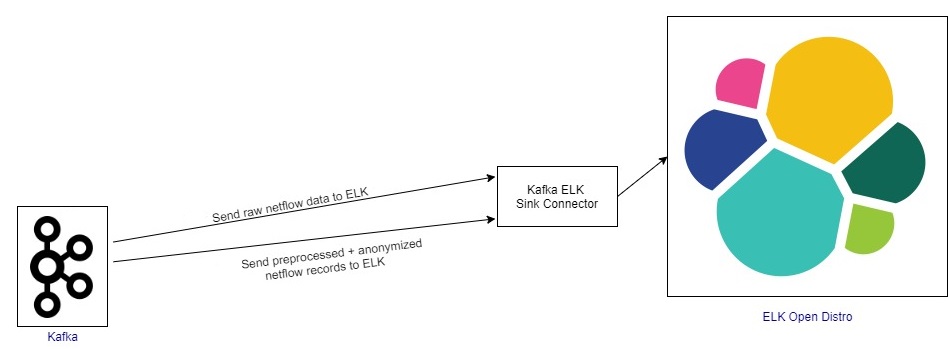 Send raw netflow data to ELK
Send preprocessed + anonymized
netflow records to ELK
Kafka ELK
Sink Connector
Kafka
ELK Open Distro